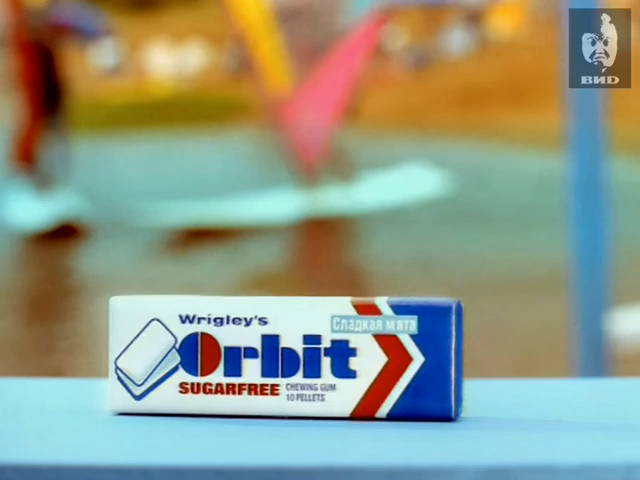 ВИD
Wrigley's
Сладкая мята
Orbit
SUGARFREE
CHEWING GUM
10 PELLETS